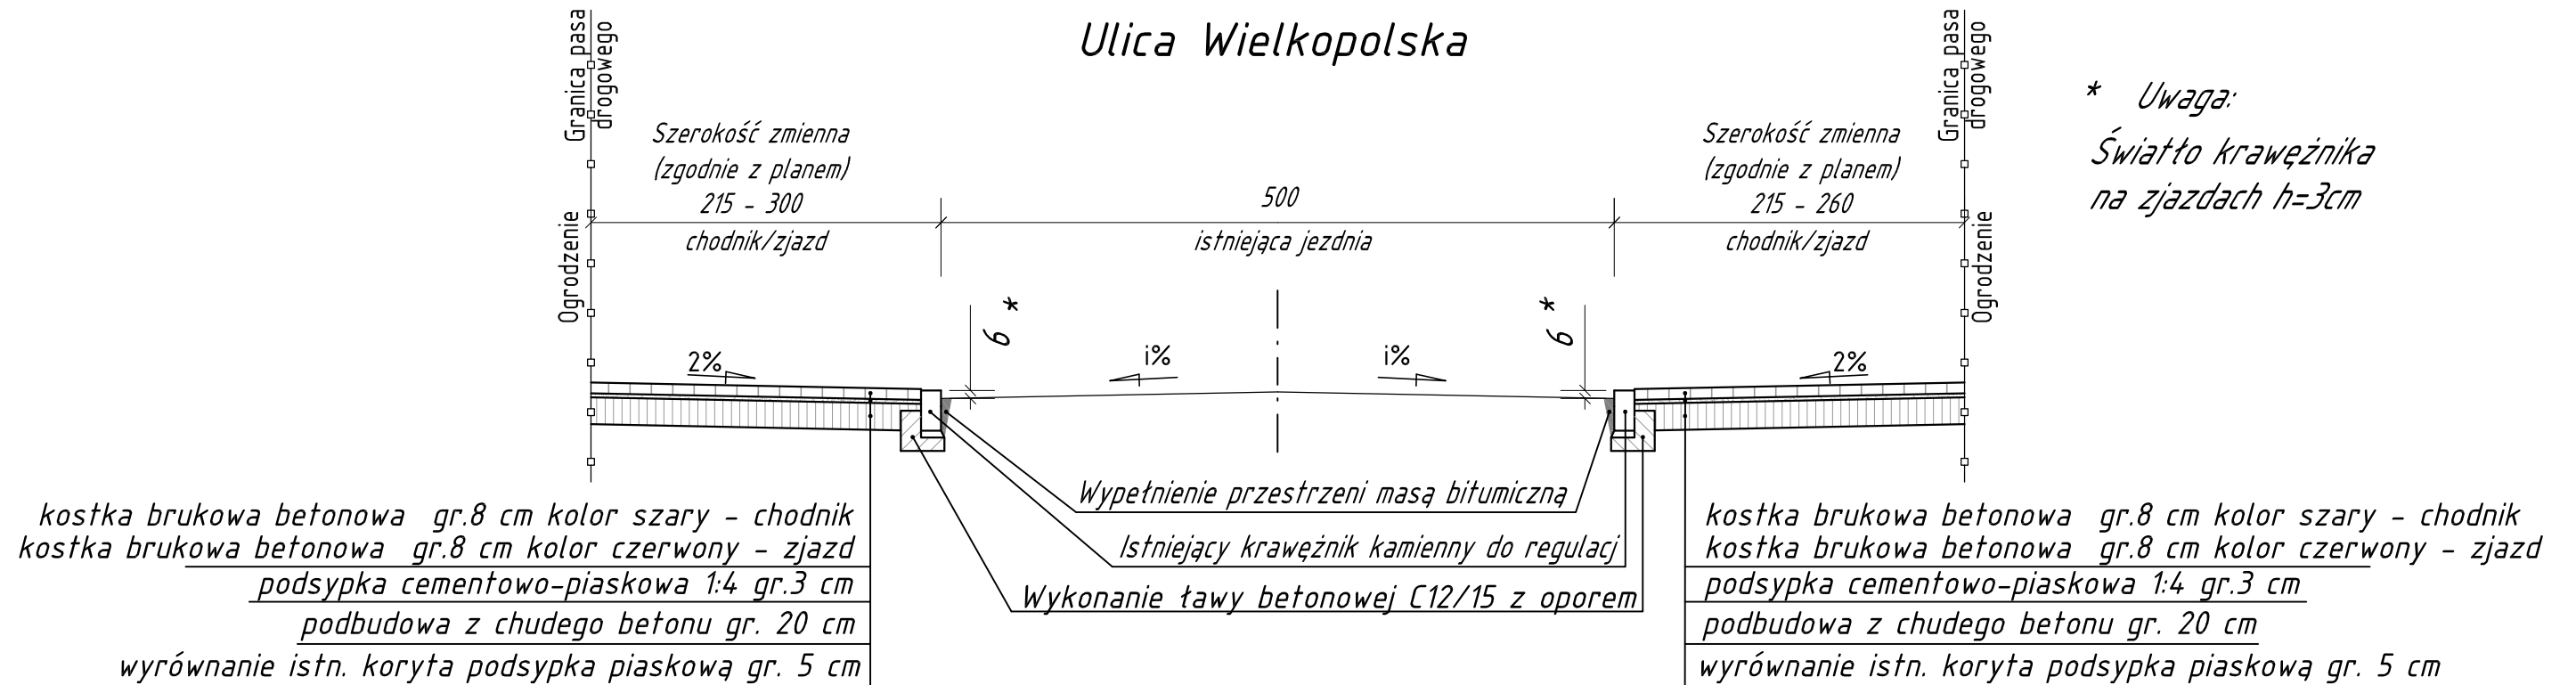 Ulica Wielkopolska
Granica pasa
drogowego
Ogrodzenie
Szerokość zmienna
(zgodnie z planem)
215 - 300
chodnik/zjazd
500
istniejąca jezdnia
Szerokość zmienna
(zgodnie z planem)
215 - 260
chodnik/zjazd
Granica pasa
drogowego
Ogrodzenie
* Uwaga:
Światło krawężnika
na zjazdach h=3cm
6 *
6 *
2%
i%
i%
2%
Wypełnienie przestrzeni masą bitumiczną
Istniejący krawężnik kamienny do regulacj
Wykonanie ławy betonowej C12/15 z oporem
kostka brukowa betonowa gr.8 cm kolor szary - chodnik
kostka brukowa betonowa gr.8 cm kolor czerwony - zjazd
podsypka cementowo-piaskowa 1:4 gr.3 cm
podbudowa z chudego betonu gr. 20 cm
wyrównanie istn. koryta podsypka piaskową gr. 5 cm
kostka brukowa betonowa gr.8 cm kolor szary - chodnik
kostka brukowa betonowa gr.8 cm kolor czerwony - zjazd
podsypka cementowo-piaskowa 1:4 gr.3 cm
podbudowa z chudego betonu gr. 20 cm
wyrównanie istn. koryta podsypka piaskową gr. 5 cm